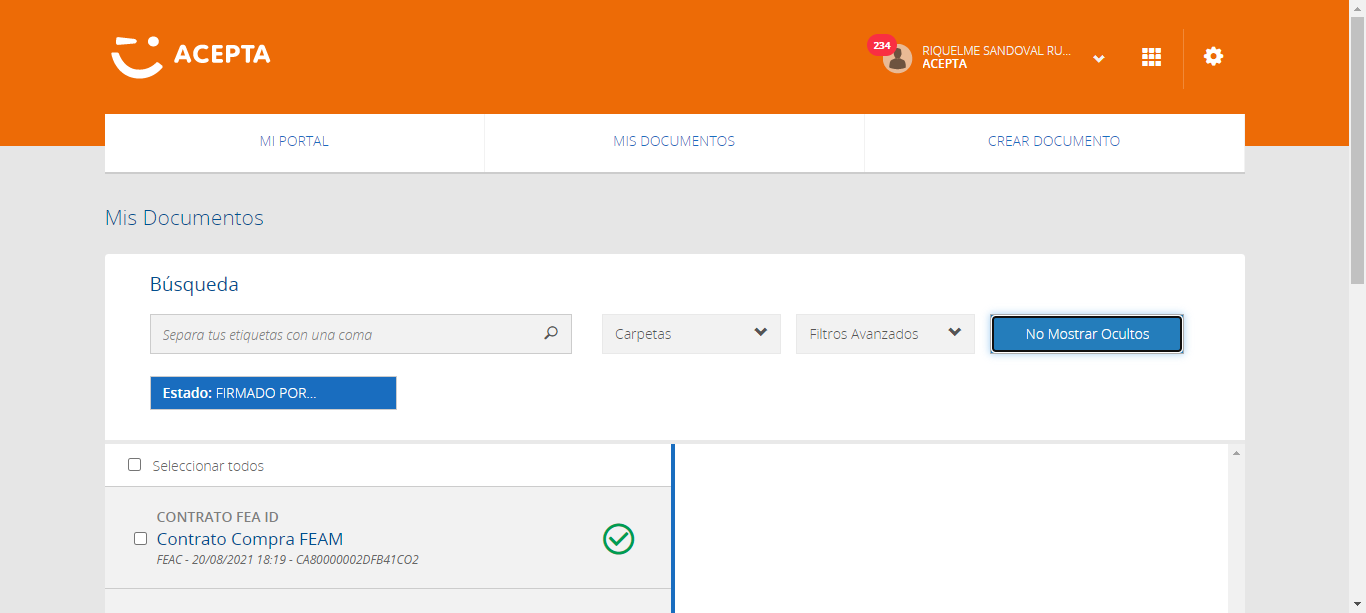 ACEPTA
234
RIQUELME SANDOVAL RU...
ACEPTA
MI PORTAL
MIS DOCUMENTOS
CREAR DOCUMENTO
Mis Documentos
Búsqueda
Separa tus etiquetas con una coma
Carpetas
Filtros Avanzados
No Mostrar Ocultos
Estado: FIRMADO POR...
Seleccionar todos
CONTRATO FEA ID
Contrato Compra FEAM
FEAC - 20/08/2021 18:19 - CA80000002DFB41CO2